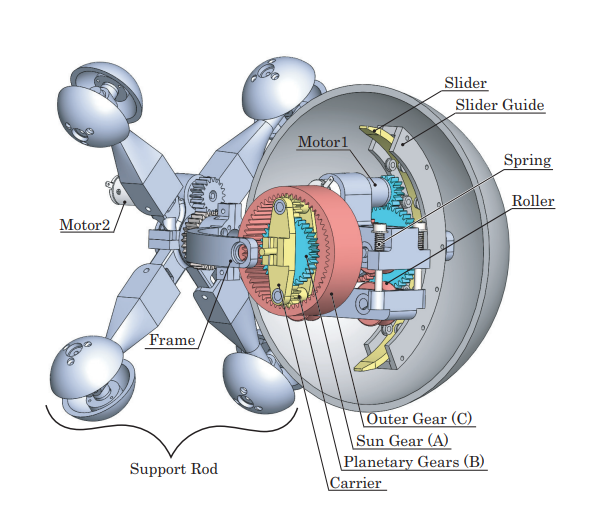 Slider
Slider Guide
Motor1
Spring
Roller
Motor2
Frame
Outer Gear (C)
Sun Gear (A)
Planetary Gears (B)
Support Rod
Carrier